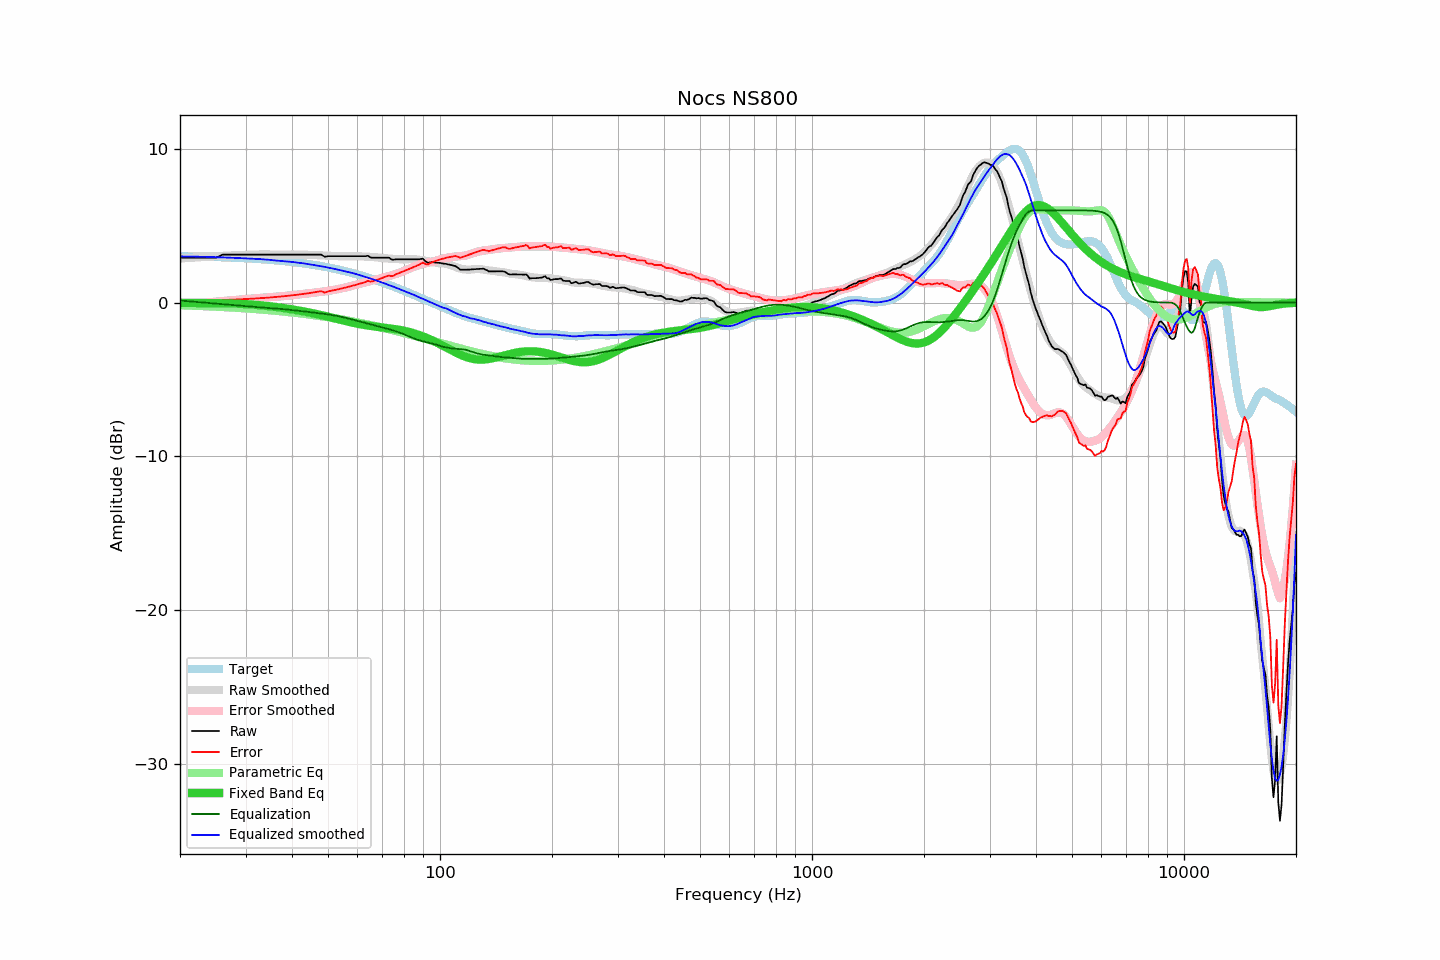 Nocs NS800
10
0
−10
−20
−30
Amplitude (dBr)
Target
Raw Smoothed
Error Smoothed
Raw
Error
Parametric Eq
Fixed Band Eq
Equalization
Equalized smoothed
100
1000
10000
Frequency (Hz)